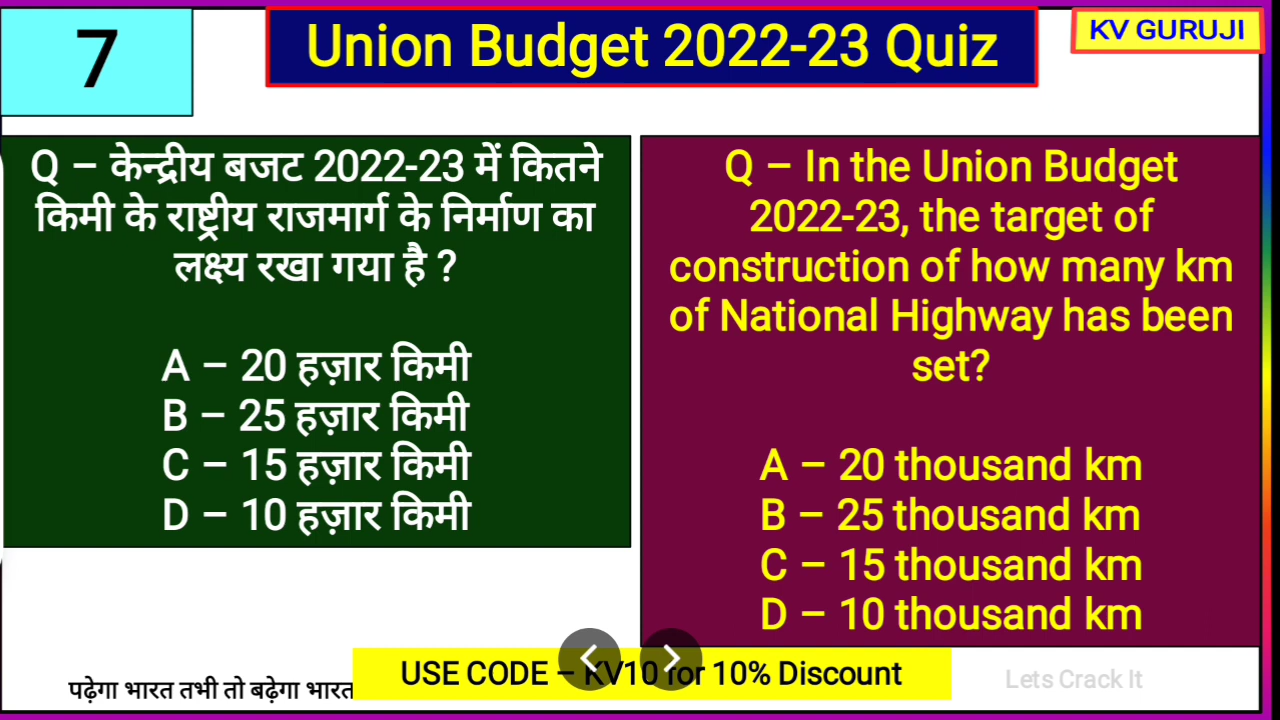 7
Union Budget 2022-23 Quiz
KV GURUJI
Q – केन्द्रीय बजट 2022-23 में कितने
किमी के राष्ट्रीय राजमार्ग के निर्माण का
लक्ष्य रखा गया है ?
A – 20 हज़ार किमी
B – 25 हज़ार किमी
C – 15 हज़ार किमी
D – 10 हज़ार किमी
Q – In the Union Budget
2022-23, the target of
construction of how many km
of National Highway has been
set?
A – 20 thousand km
B – 25 thousand km
C – 15 thousand km
D – 10 thousand km
पढ़ेगा भारत तभी तो बढ़ेगा भारत
USE CODE – KV10 for 10% Discount
Lets Crack It